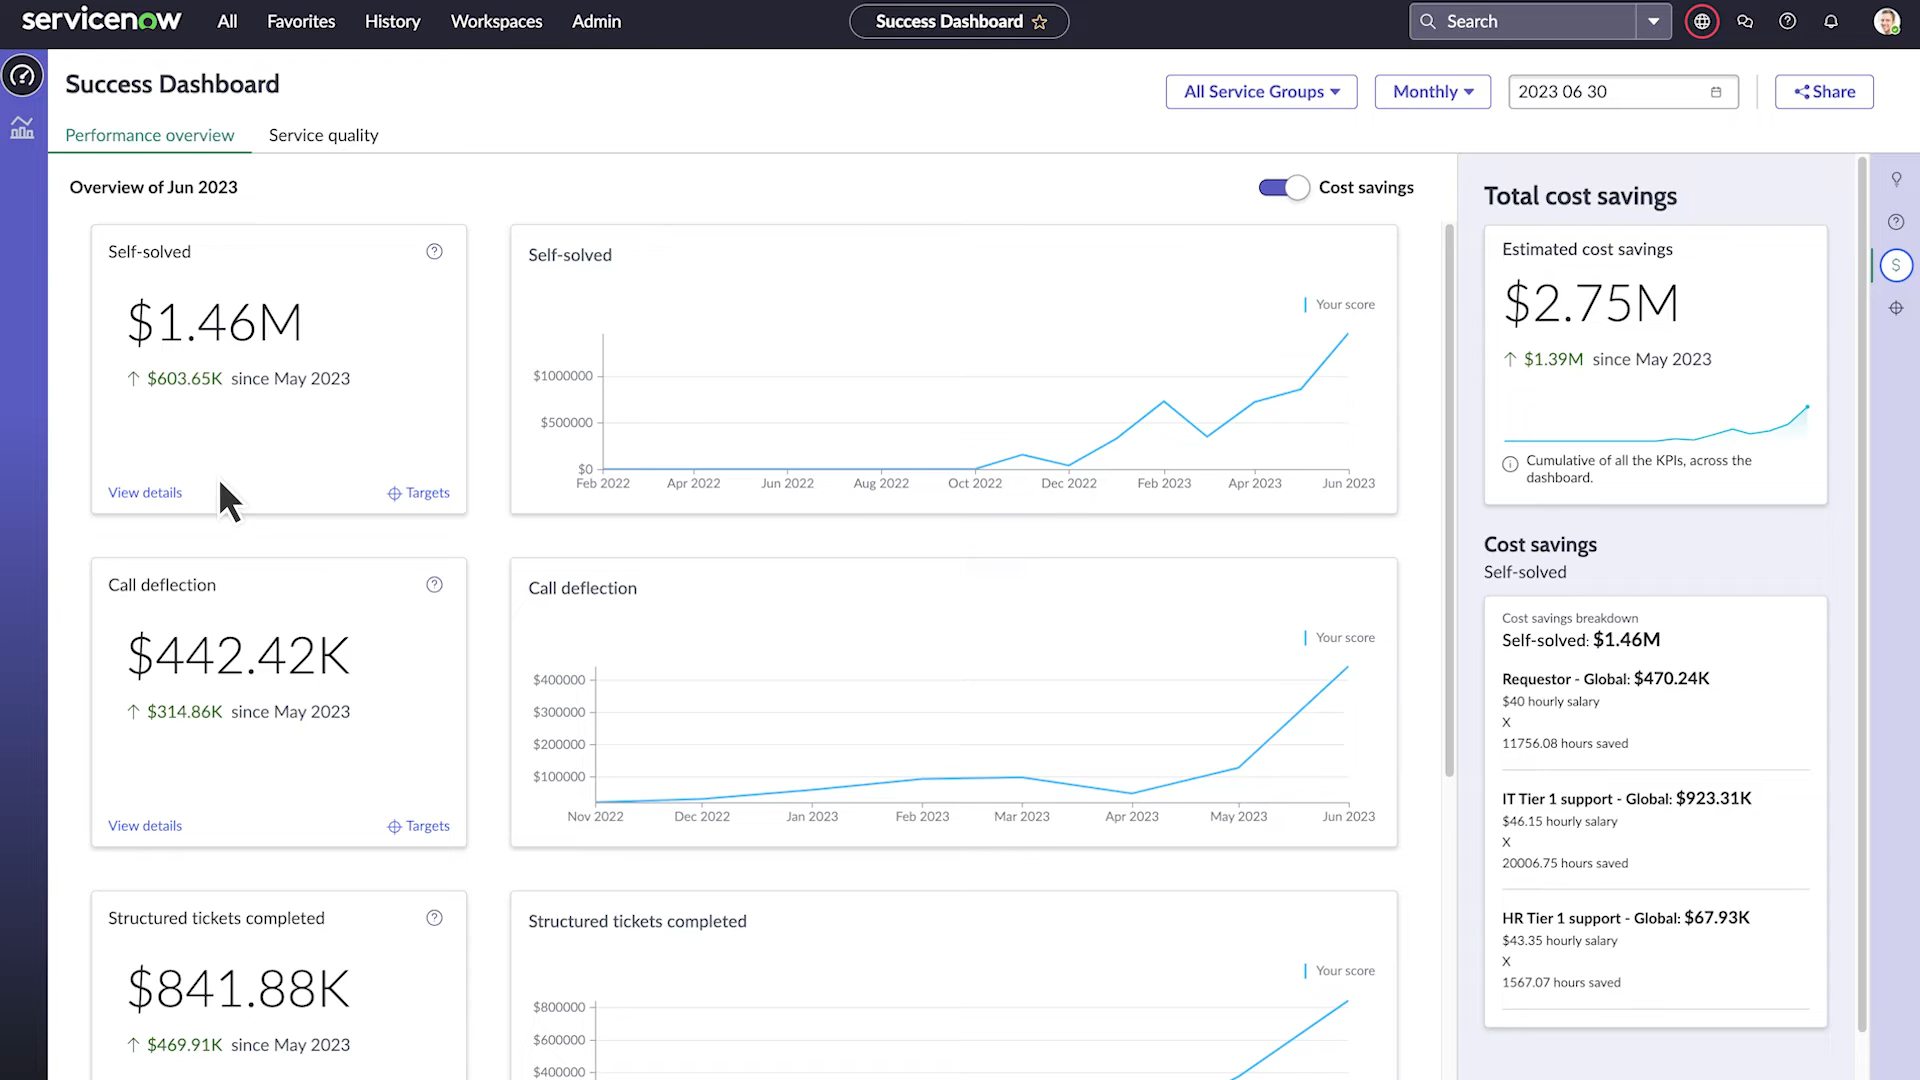 servicenow
All Favorites History Workspaces Admin
Success Dashboard
Search
Success Dashboard
All Service Groups
Monthly
2023 06 30
Share
Performance overview
Service quality
Overview of Jun 2023
Cost savings
Self-solved
$1.46M
$603.65K since May 2023
View details
Targets
Self-solved
Your score
$1000000
$500000
$0
Feb 2022 Apr 2022 Jun 2022 Aug 2022 Oct 2022 Dec 2022 Feb 2023 Apr 2023 Jun 2023
Call deflection
$442.42K
$314.86K since May 2023
View details
Targets
Call deflection
Your score
$400000
$300000
$200000
$100000
Nov 2022 Dec 2022 Jan 2023 Feb 2023 Mar 2023 Apr 2023 May 2023 Jun 2023
Structured tickets completed
$841.88K
$469.91K since May 2023
Structured tickets completed
Your score
$800000
$600000
$400000
Total cost savings
Estimated cost savings
$2.75M
$1.39M since May 2023
Cumulative of all the KPIs, across the
dashboard.
Cost savings
Self-solved
Cost savings breakdown
Self-solved: $1.46M
Requestor - Global: $470.24K
$40 hourly salary
X
11756.08 hours saved
IT Tier 1 support - Global: $923.31K
$46.15 hourly salary
X
20006.75 hours saved
HR Tier 1 support - Global: $67.93K
$43.35 hourly salary
X
1567.07 hours saved